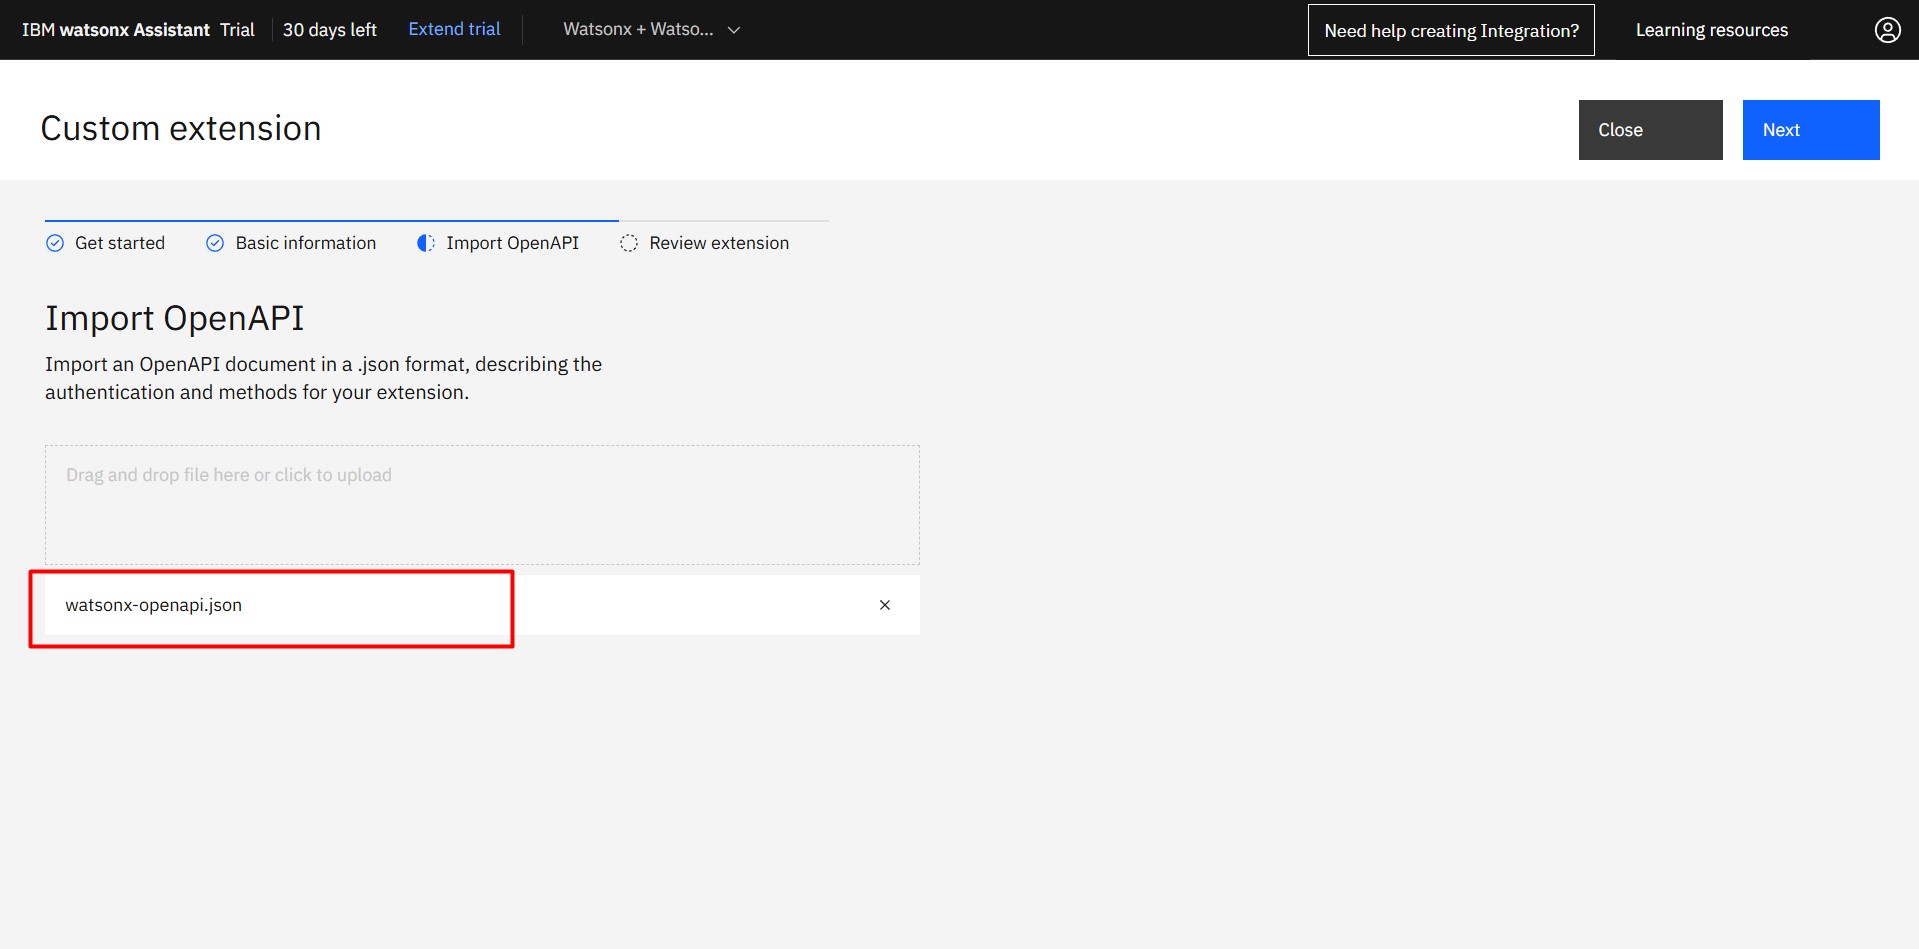 IBM watsonx Assistant Trial 30 days left Extend trial Watsonx + Watso... Need help creating Integration? Learning resources
Custom extension
Close
Next
Get started Basic information Import OpenAPI Review extension
Import OpenAPI
Import an OpenAPI document in a .json format, describing the
authentication and methods for your extension.
Drag and drop file here or click to upload
watsonx-openapi.json